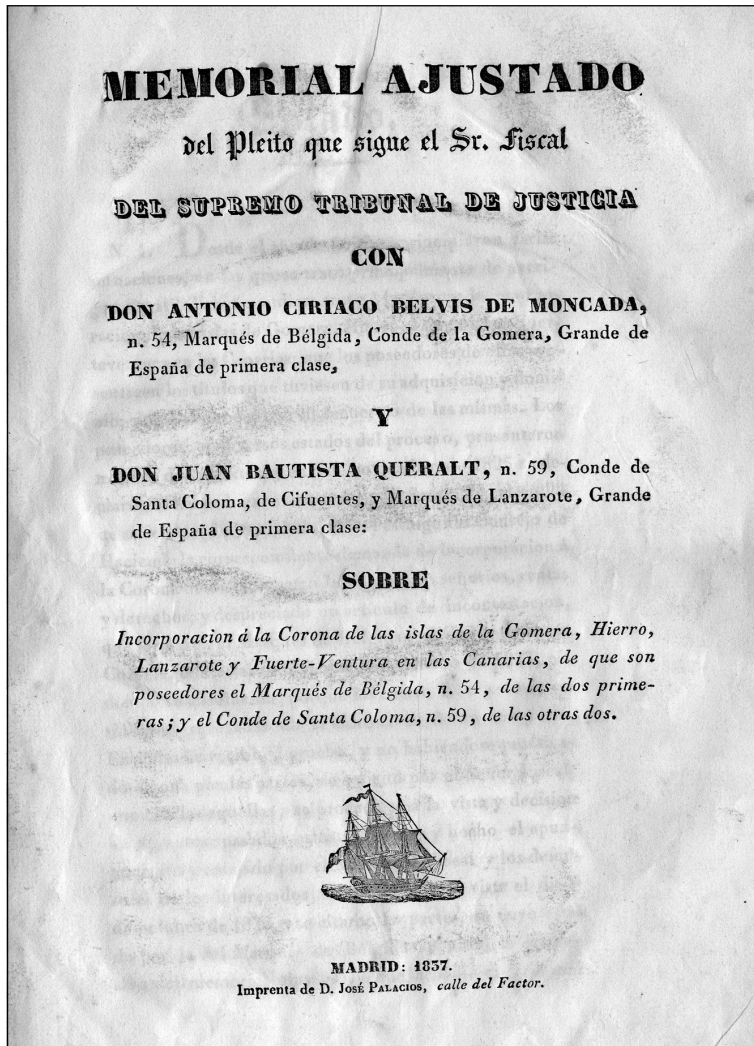 MEMORIAL AJUSTADO
del Pleito que sigue el Sr. Fiscal
DEL SUPREMO TRIBUNAL DE JUSTICIA
CON
DON ANTONIO CIRIACO BELVIS DE MONCADA,
n. 54, Marqués de Bélgida, Conde de la Gomera, Grande de
España de primera clase,
Y
DON JUAN BAUTISTA QUERALT, n. 59, Conde de
Santa Coloma, de Cifuentes, y Marqués de Lanzarote, Grande
de España de primera clase:
SOBRE
Incorporacion á la Corona de las islas de la Gomera, Hierro,
Lanzarote y Fuerte-Ventura en las Canarias, de que son
poseedores el Marqués de Bélgida, n. 54, de las dos prime-
ras; y el Conde de Santa Coloma, n. 59, de las otras dos.
MADRID: 1837.
Imprenta de D. José Palacios, calle del Factor.